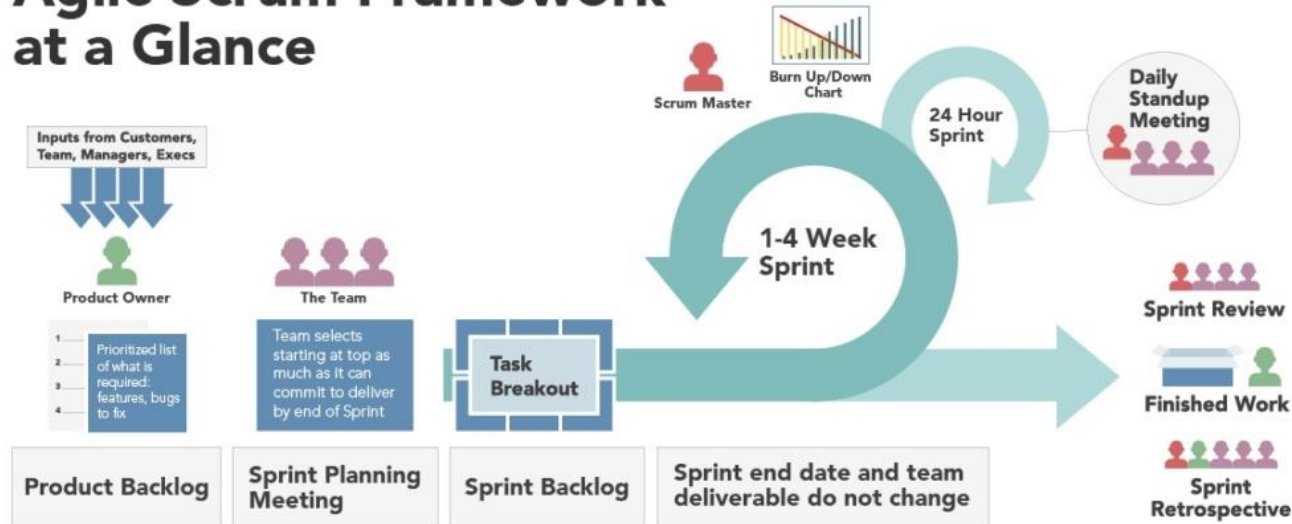 Agile Scrum Framework
at a Glance
Inputs from Customers,
Team, Managers, Execs
Product Owner
The Team
Scrum Master
Burn Up/Down
Chart
24 Hour
Sprint
Daily
Standup
Meeting
1-4 Week
Sprint
1
2
3
4
Prioritized list
of what is
required:
features, bugs
to fix
Team selects
starting at top as
much as it can
commit to deliver
by end of Sprint
Task
Breakout
Sprint Review
Finished Work
Sprint
Retrospective
Product Backlog
Sprint Planning
Meeting
Sprint Backlog
Sprint end date and team
deliverable do not change